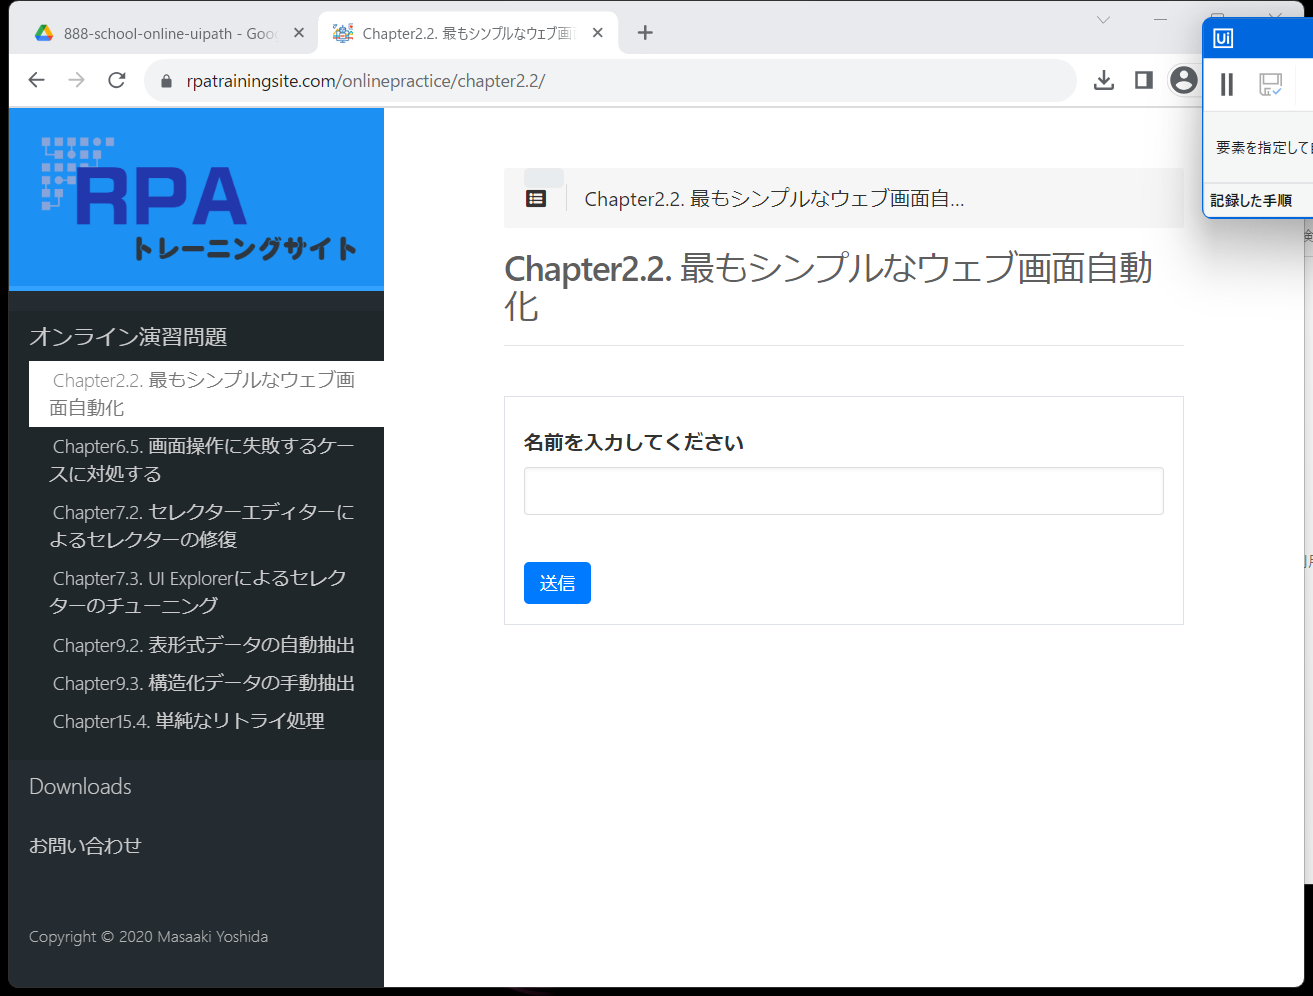 888-school-online-uipath - Goo
Chapter2.2. 最もシンプルなウェブ画面
rpatrainingsite.com/onlinepractice/chapter2.2/
Ui
要素を指定して
記録した手順
RPA
トレーニングサイト
オンライン演習問題
Chapter2.2. 最もシンプルなウェブ画
面自動化
Chapter6.5. 画面操作に失敗するケー
スに対処する
Chapter7.2. セレクターエディターに
よるセレクターの修復
Chapter7.3. UI Explorerによるセレク
ターのチューニング
Chapter9.2. 表形式データの自動抽出
Chapter9.3. 構造化データの手動抽出
Chapter15.4. 単純なリトライ処理
Downloads
お問い合わせ
Copyright © 2020 Masaaki Yoshida
Chapter2.2. 最もシンプルなウェブ画面自...
Chapter2.2. 最もシンプルなウェブ画面自動
化
名前を入力してください
送信